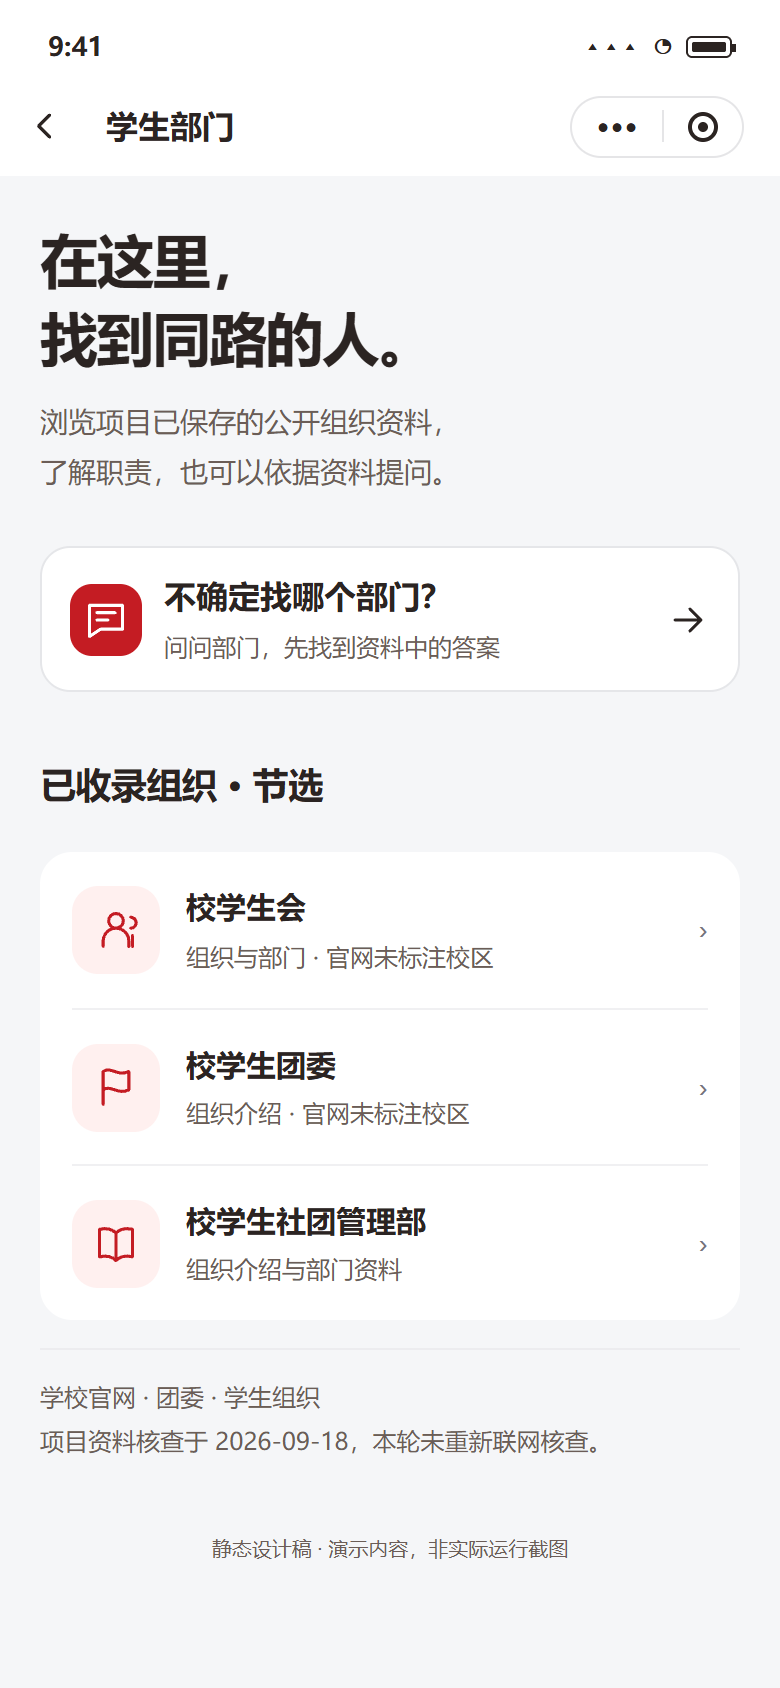 9:41
学生部门
在这里，
找到同路的人。
浏览项目已保存的公开组织资料，
了解职责，也可以依据资料提问。
不确定找哪个部门？
问问部门，先找到资料中的答案
已收录组织 · 节选
校学生会
组织与部门 · 官网未标注校区
校学生团委
组织介绍 · 官网未标注校区
校学生社团管理部
组织介绍与部门资料
学校官网 · 团委 · 学生组织
项目资料核查于 2026-09-18，本轮未重新联网核查。
静态设计稿 · 演示内容，非实际运行截图